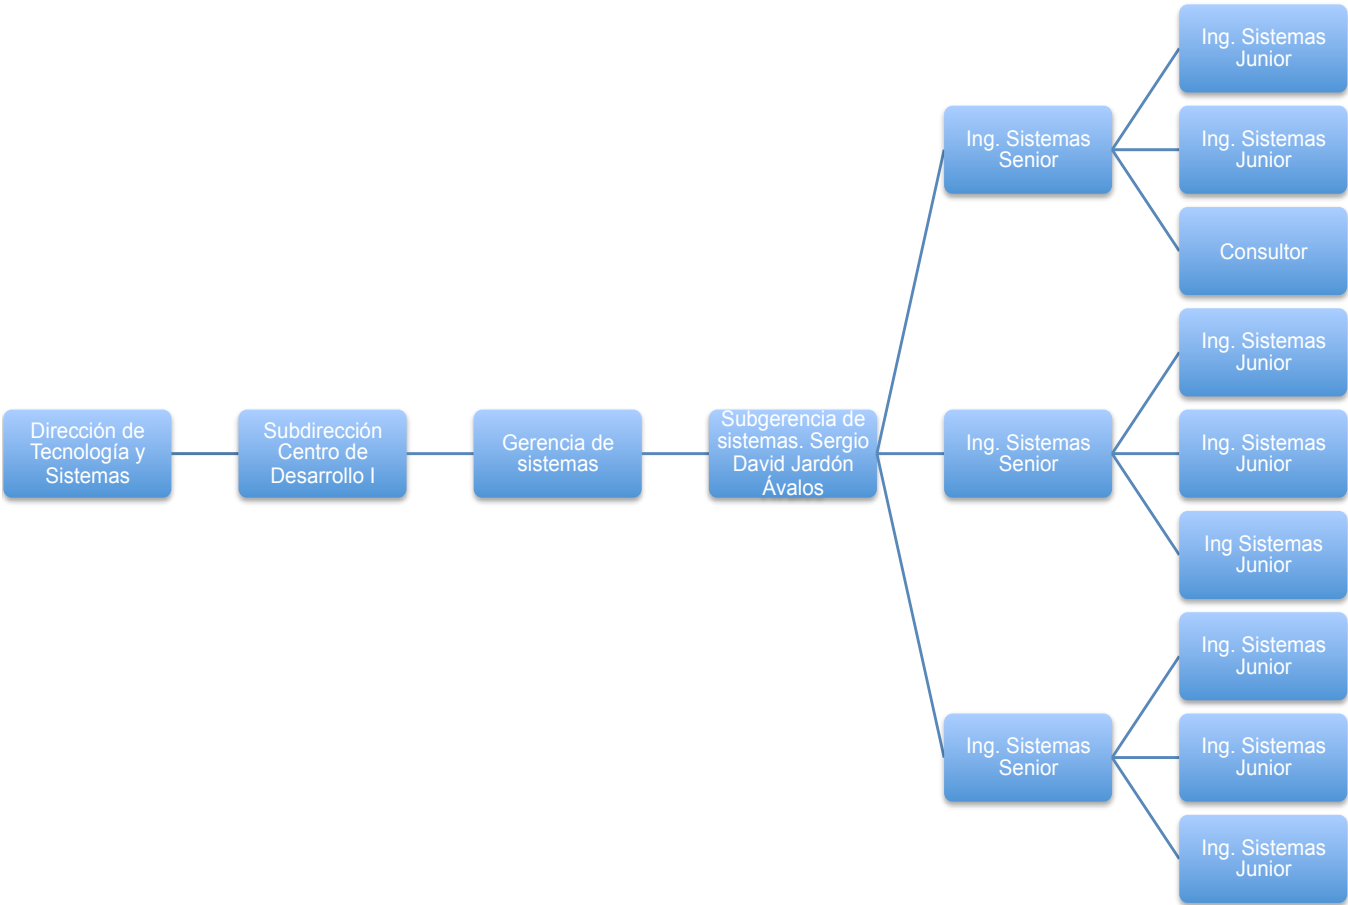 Dirección de
Tecnología y
Sistemas
Subdirección
Centro de
Desarrollo I
Gerencia de
sistemas
Subgerencia de
sistemas. Sergio
David Jardón
Ávalos
Ing. Sistemas
Senior
Ing. Sistemas
Junior
Ing. Sistemas
Junior
Consultor
Ing. Sistemas
Senior
Ing. Sistemas
Junior
Ing. Sistemas
Junior
Ing Sistemas
Junior
Ing. Sistemas
Senior
Ing. Sistemas
Junior
Ing. Sistemas
Junior
Ing. Sistemas
Junior